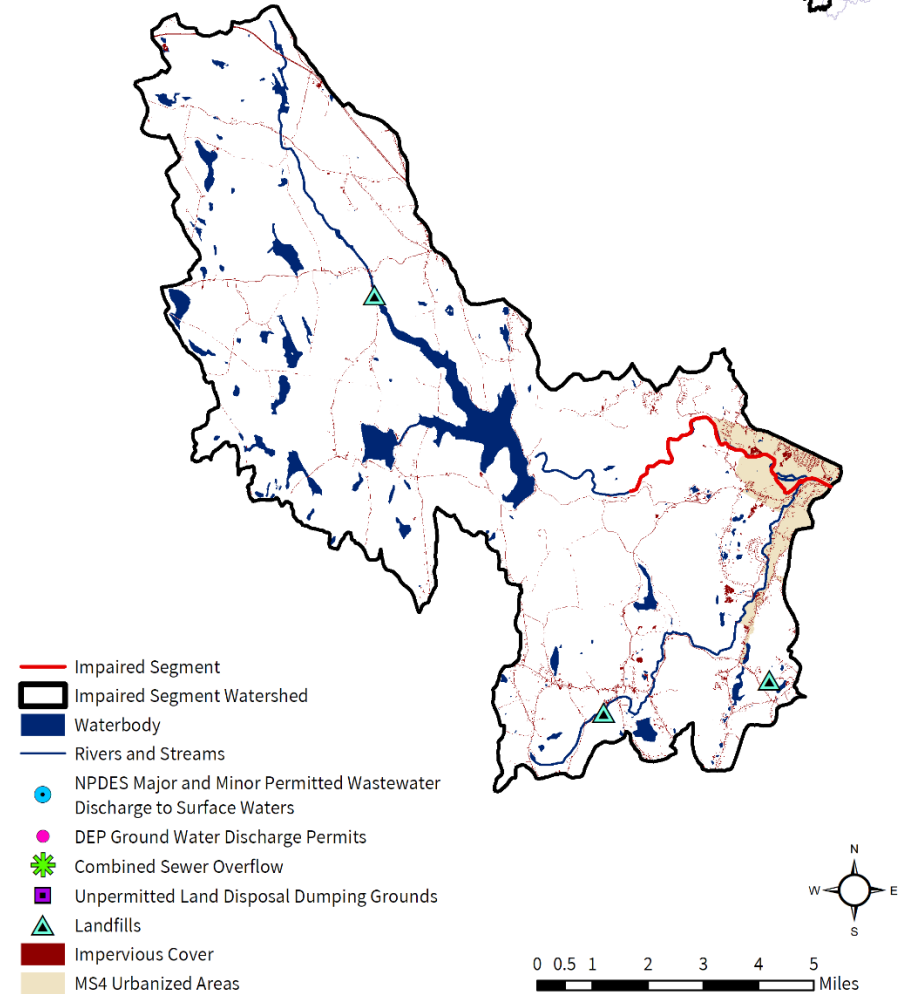 Impaired Segment
Impaired Segment Watershed
Waterbody
Rivers and Streams
NPDES Major and Minor Permitted Wastewater
Discharge to Surface Waters
DEP Ground Water Discharge Permits
Combined Sewer Overflow
Unpermitted Land Disposal Dumping Grounds
Landfills
Impervious Cover
MS4 Urbanized Areas
N
W E
S
0 0.5 1 2 3 4 5
Miles